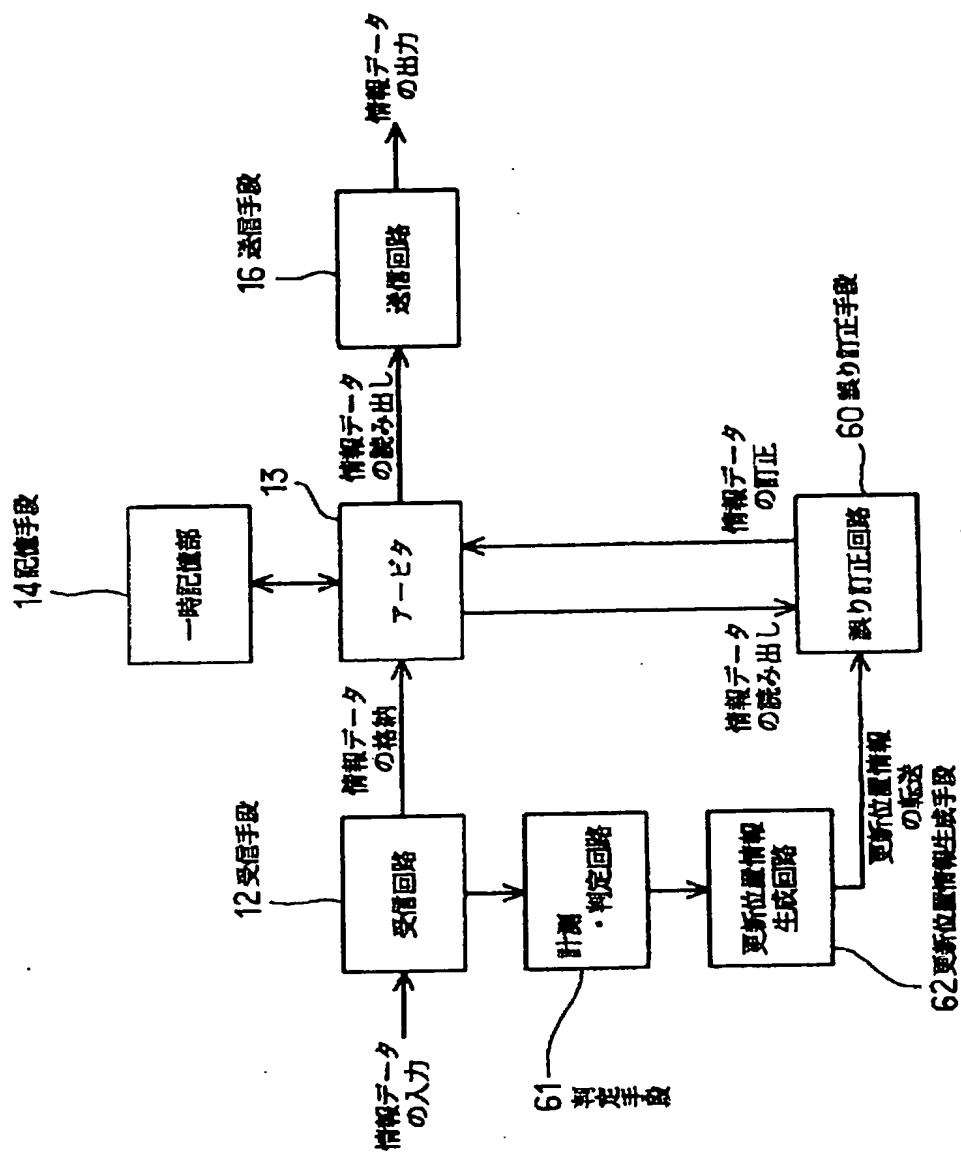 14 記憶手段
一時記憶部
13
アービタ
16 送信手段
送信回路
情報データ
の出力
情報データ
の読み出し
情報データ
の格納
12 受信手段
受信回路
情報データ
の入力
計測
・判定回路
61
判定手段
更新位置情報
生成回路
62 更新位置情報生成手段
更新位置情報
の転送
情報データ
の読み出し
情報データ
の訂正
誤り訂正回路
60 誤り訂正手段